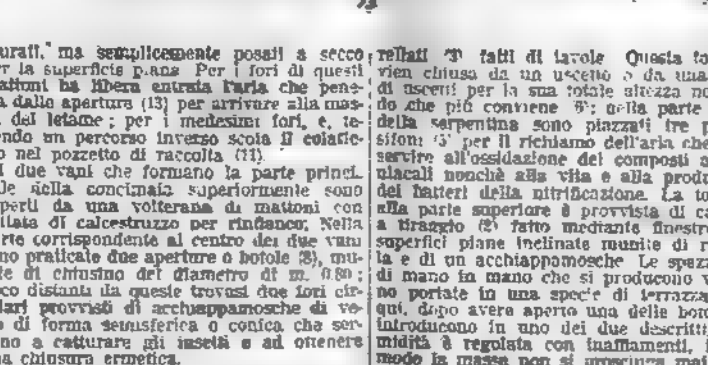 urati, ma semplicemente posati a secco
r la superficie piana Per i fori di questi
mattoni ha libera entrata l'aria che pene-
a dalle apertura (13) per arrivare alla mas-
del letame; per i medesimi fori, e, te-
endo un percorso inverso scola il colatic-
o nel pozzetto di raccolta (11).
I due vani che formano la parte princi-
le della concimaia superiormente sono
perti da una volterana di mattoni con
llata di calcestruzzo per rinfianco. Nella
rte corrispondente al centro dei due vani
no praticate due aperture o botole (8), mu-
te di chiusino del diametro di m. 0.80;
co distanti da queste trovasi due fori cir-
lari provvisti di acchiappamosche di ve-
o di forma semisferica o conica che ser-
no a catturare gli insetti e ad ottenere
na chiusura ermetica.
rellati fatti di tavole Questa to
vien chiusa da un uscetto o da una
di uscetti per la sua totale altezza
do che più conviene; nella parte
della serpentina sono piazzati tre p
sifoni per il richiamo dell'aria che
servire all'ossidazione dei composti a
niacali nonchè alla vita e alla produ
dei batteri della nitrificazione. La to
alla parte superiore è provvista di ca
a tiraggio (2) fatto mediante finestre
superfici piane inclinate munite di r
la e di un acchiappamosche Le spazz
di mano in mano che si producono v
no portate in una specie di terrazza
qui, dopo avere aperto una delle boto
introducono in uno dei due descritti
midità è regolata con inaffiamenti, i
modo la massa non si prosciuga mai